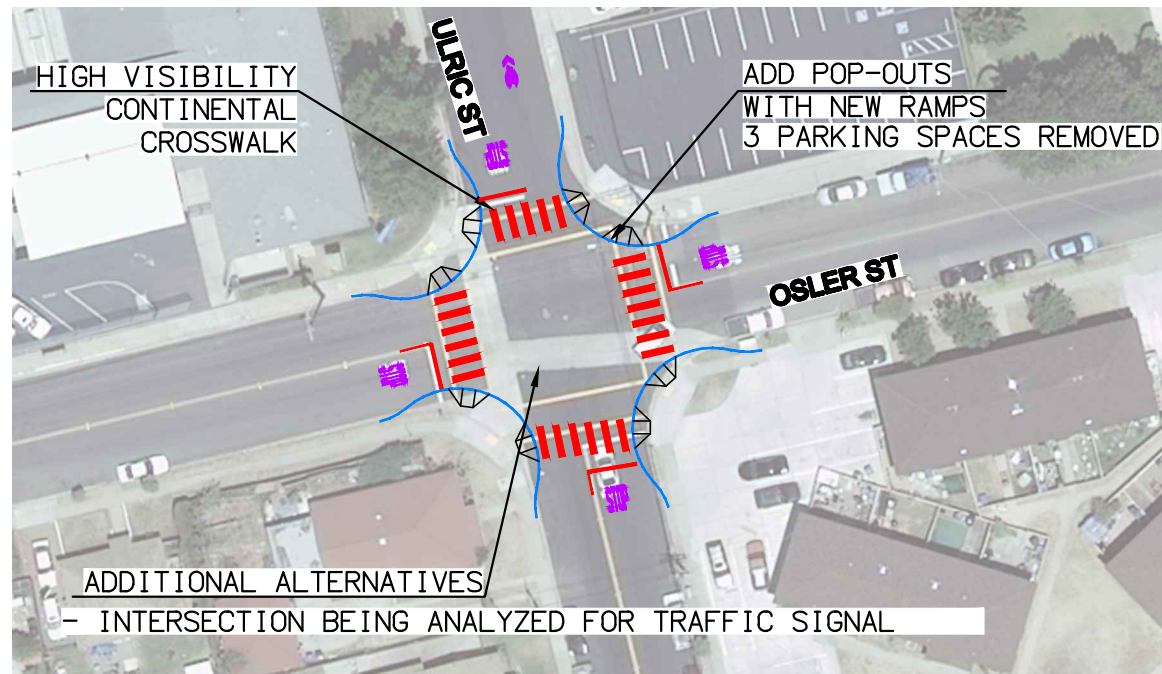 ULRIC ST
HIGH VISIBILITY
CONTINENTAL
CROSSWALK
ADD POP-OUTS
WITH NEW RAMPS
3 PARKING SPACES REMOVED
OSLER ST
ADDITIONAL ALTERNATIVES
- INTERSECTION BEING ANALYZED FOR TRAFFIC SIGNAL